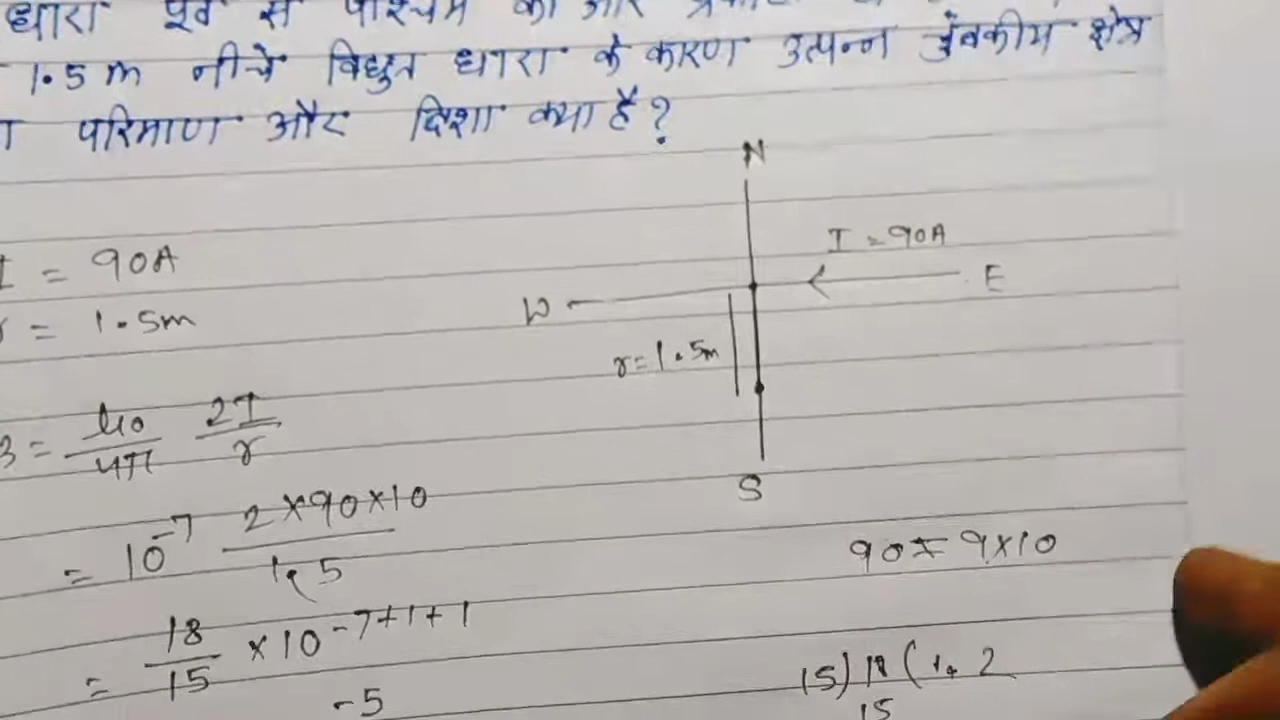 धारा पूर्व से पश्चिम की ओर
1.5m नीचे विद्युत धारा के कारण उत्पन्न चुंबकीय क्षेत्र
परिमाण और दिशा क्या है?
N
I = 90A
I = 90A
W
E
r = 1.5m
r=1.5m
B = μ0/4π 2I/r
S
= 10^-7 2×90×10/1.5
90 = 9×10
= 18/15 ×10^-7+1+1
15)18(1.2
-5
15